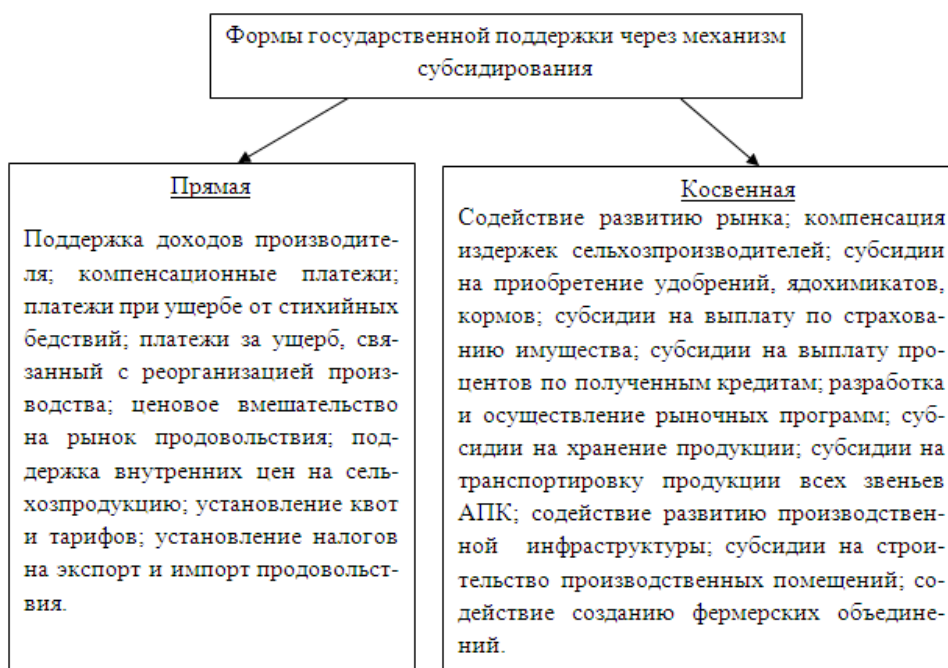 Формы государственной поддержки через механизм
субсидирования
Прямая
Поддержка доходов производите-
ля; компенсационные платежи;
платежи при ущербе от стихийных
бедствий; платежи за ущерб, свя-
занный с реорганизацией произ-
водства; ценовое вмешательство
на рынок продовольствия; под-
держка внутренних цен на сель-
хозпродукцию; установление квот
и тарифов; установление налогов
на экспорт и импорт продовольст-
вия.
Косвенная
Содействие развитию рынка; компенсация
издержек сельхозпроизводителей; субсидии
на приобретение удобрений, ядохимикатов,
кормов; субсидии на выплату по страхова-
нию имущества; субсидии на выплату про-
центов по полученным кредитам; разработка
и осуществление рыночных программ; суб-
сидии на хранение продукции; субсидии на
транспортировку продукции всех звеньев
АПК; содействие развитию производствен-
ной инфраструктуры; субсидии на строи-
тельство производственных помещений; со-
действие созданию фермерских объедине-
ний.